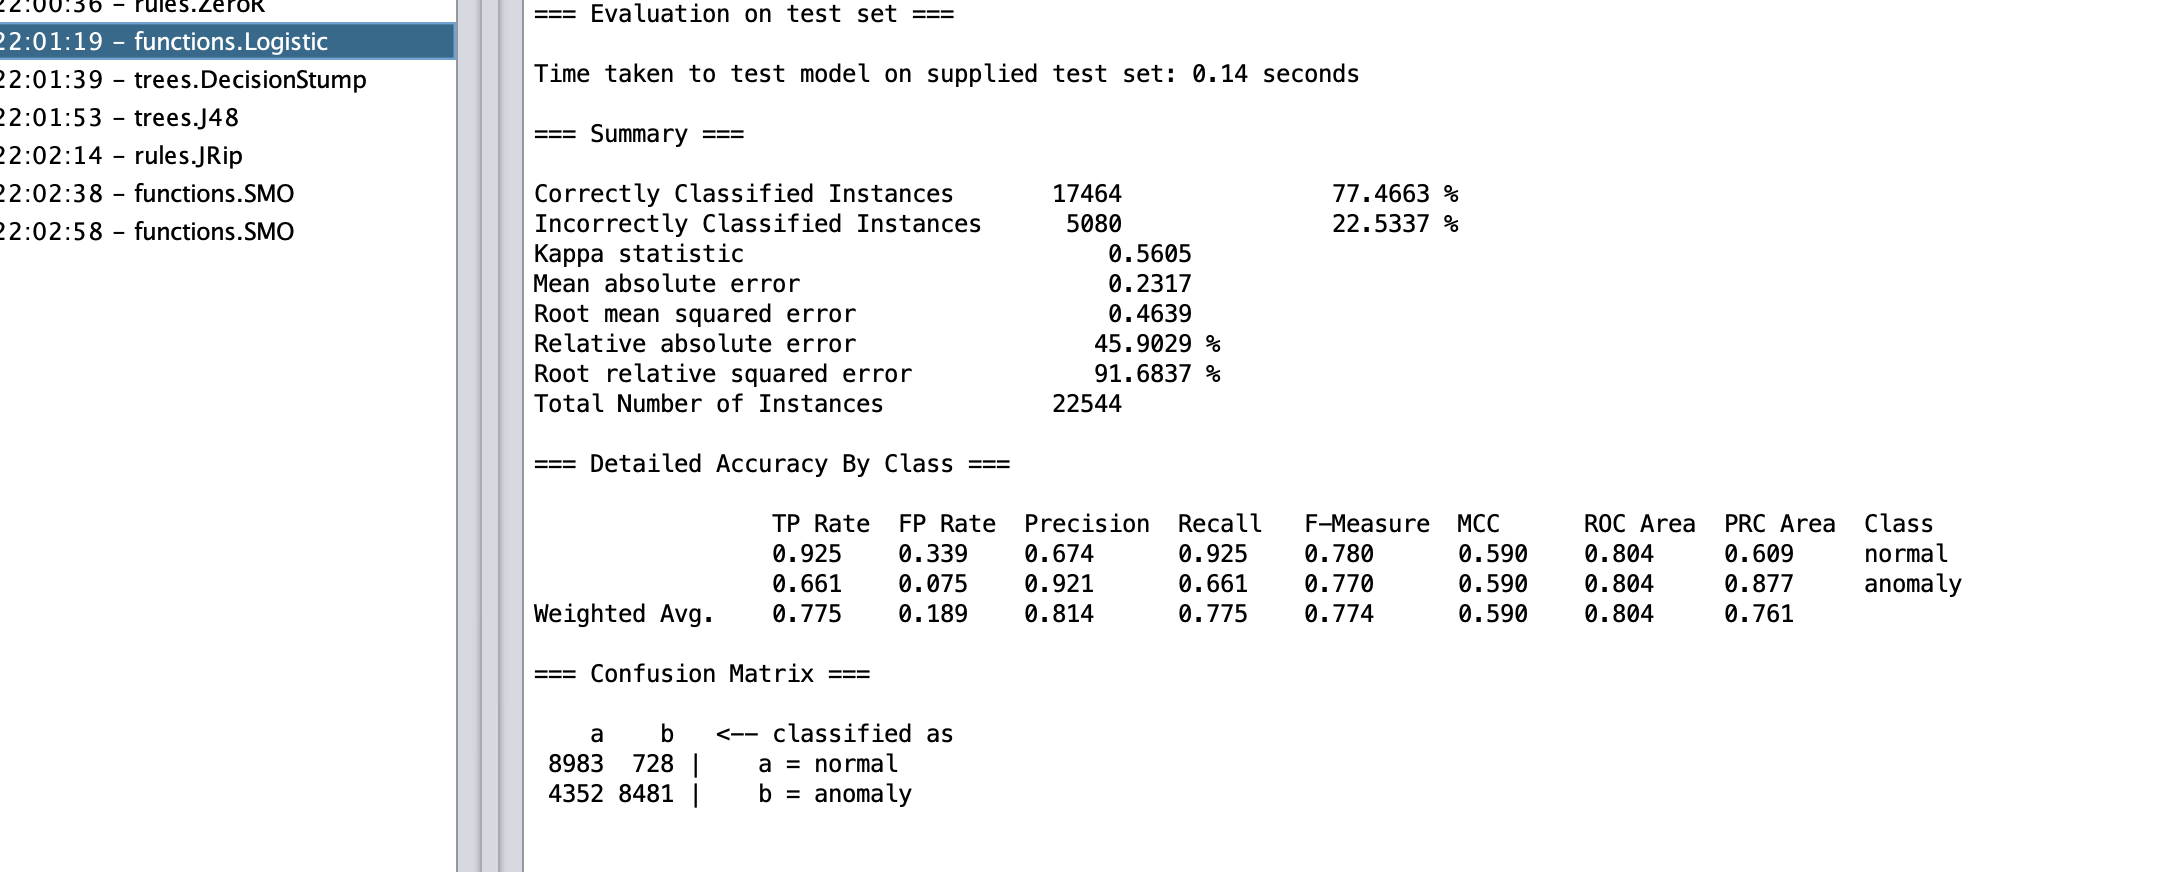 22:00:36 – rules.ZeroR
22:01:19 – functions.Logistic
22:01:39 – trees.DecisionStump
22:01:53 – trees.J48
22:02:14 – rules.JRip
22:02:38 – functions.SMO
22:02:58 – functions.SMO
=== Evaluation on test set ===
Time taken to test model on supplied test set: 0.14 seconds
=== Summary ===
Correctly Classified Instances 17464 77.4663 %
Incorrectly Classified Instances 5080 22.5337 %
Kappa statistic 0.5605
Mean absolute error 0.2317
Root mean squared error 0.4639
Relative absolute error 45.9029 %
Root relative squared error 91.6837 %
Total Number of Instances 22544
=== Detailed Accuracy By Class ===
TP Rate FP Rate Precision Recall F-Measure MCC ROC Area PRC Area Class
0.925 0.339 0.674 0.925 0.780 0.590 0.804 0.609 normal
0.661 0.075 0.921 0.661 0.770 0.590 0.804 0.877 anomaly
Weighted Avg. 0.775 0.189 0.814 0.775 0.774 0.590 0.804 0.761
=== Confusion Matrix ===
a b <-- classified as
8983 728 | a = normal
4352 8481 | b = anomaly